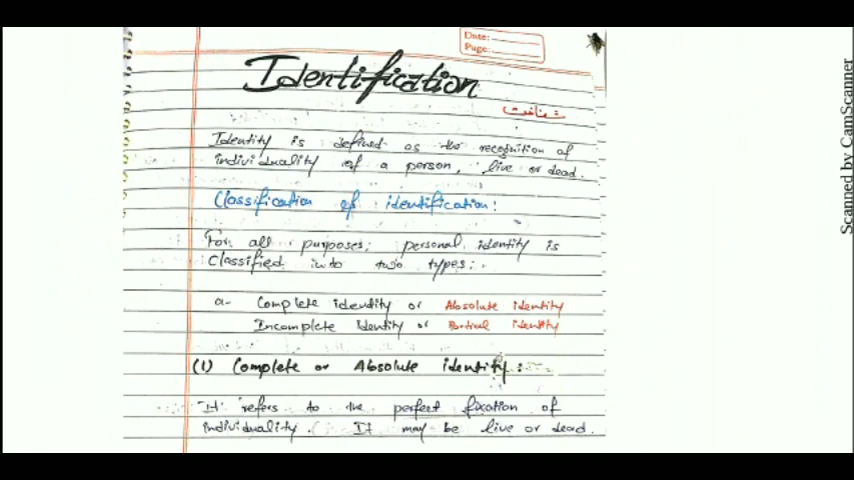 Date:
Page:
Identification
شناخت
Identity is defined as the recognition of
individuality of a person, live or dead.
Classification of identification:
For all purposes, personal identity is
classified into two types:
a- Complete identity or Absolute identity
Incomplete identity or Partial identity
(1) Complete or Absolute identity:
It refers to the perfect fixation of
individuality. It may be live or dead.
Scanned by CamScanner